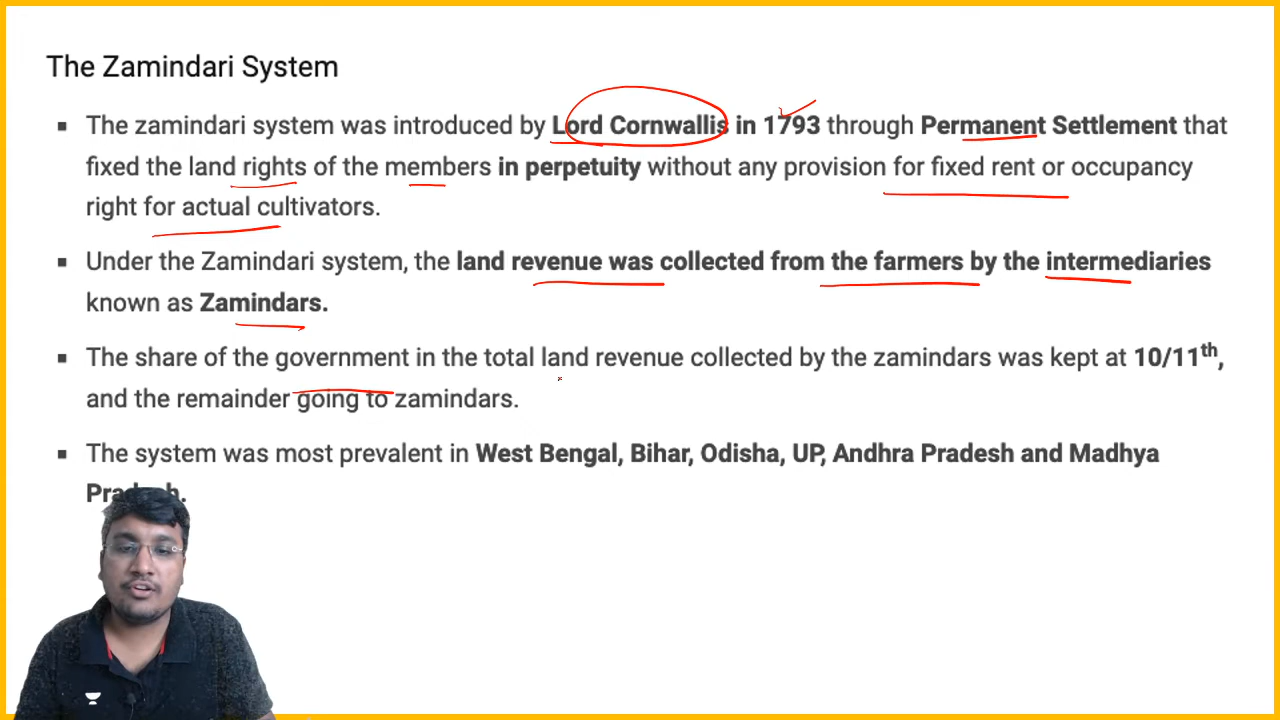 The Zamindari System
▪ The zamindari system was introduced by Lord Cornwallis in 1793 through Permanent Settlement that
fixed the land rights of the members in perpetuity without any provision for fixed rent or occupancy
right for actual cultivators.
▪ Under the Zamindari system, the land revenue was collected from the farmers by the intermediaries
known as Zamindars.
▪ The share of the government in the total land revenue collected by the zamindars was kept at 10/11th,
and the remainder going to zamindars.
▪ The system was most prevalent in West Bengal, Bihar, Odisha, UP, Andhra Pradesh and Madhya
Pradesh.